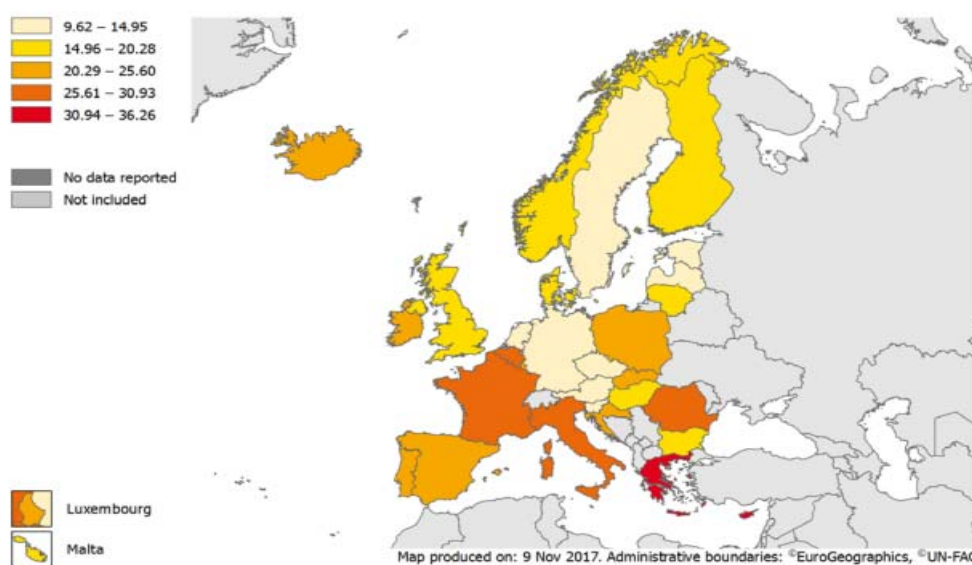 9.62 – 14.95
14.96 – 20.28
20.29 – 25.60
25.61 – 30.93
30.94 – 36.26
No data reported
Not included
Luxembourg
Malta
Map produced on: 9 Nov 2017. Administrative boundaries: ©EuroGeographics, ©UN-FAO